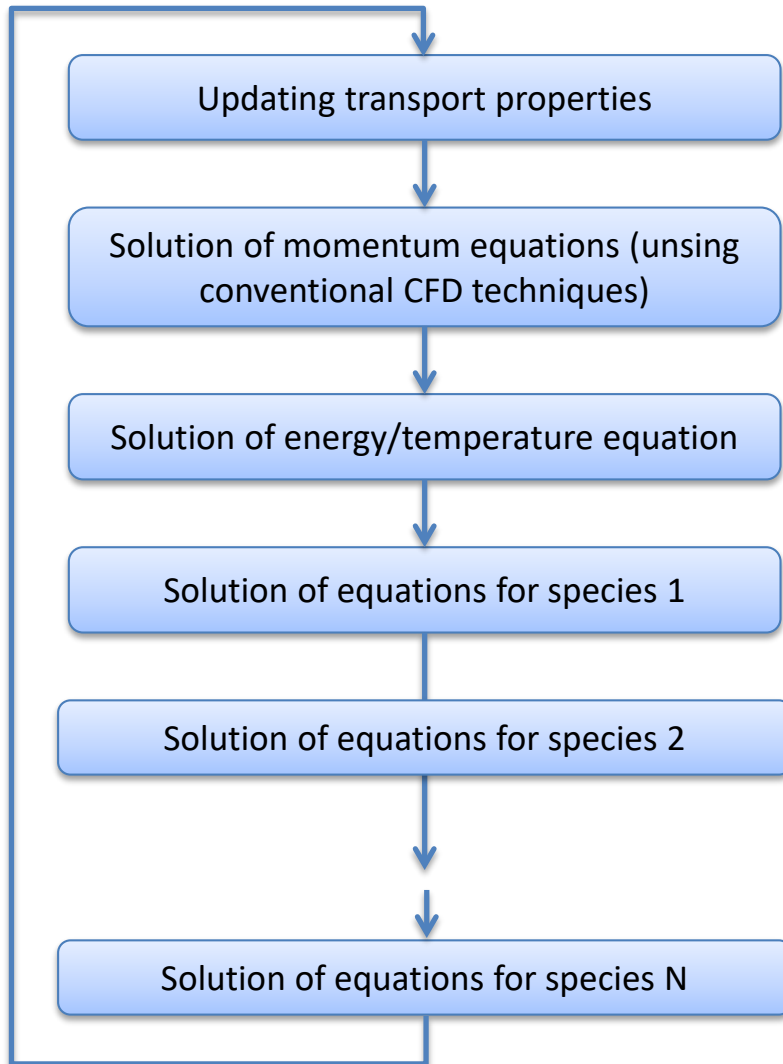 Updating transport properties
Solution of momentum equations (unsing
conventional CFD techniques)
Solution of energy/temperature equation
Solution of equations for species 1
Solution of equations for species 2
Solution of equations for species N